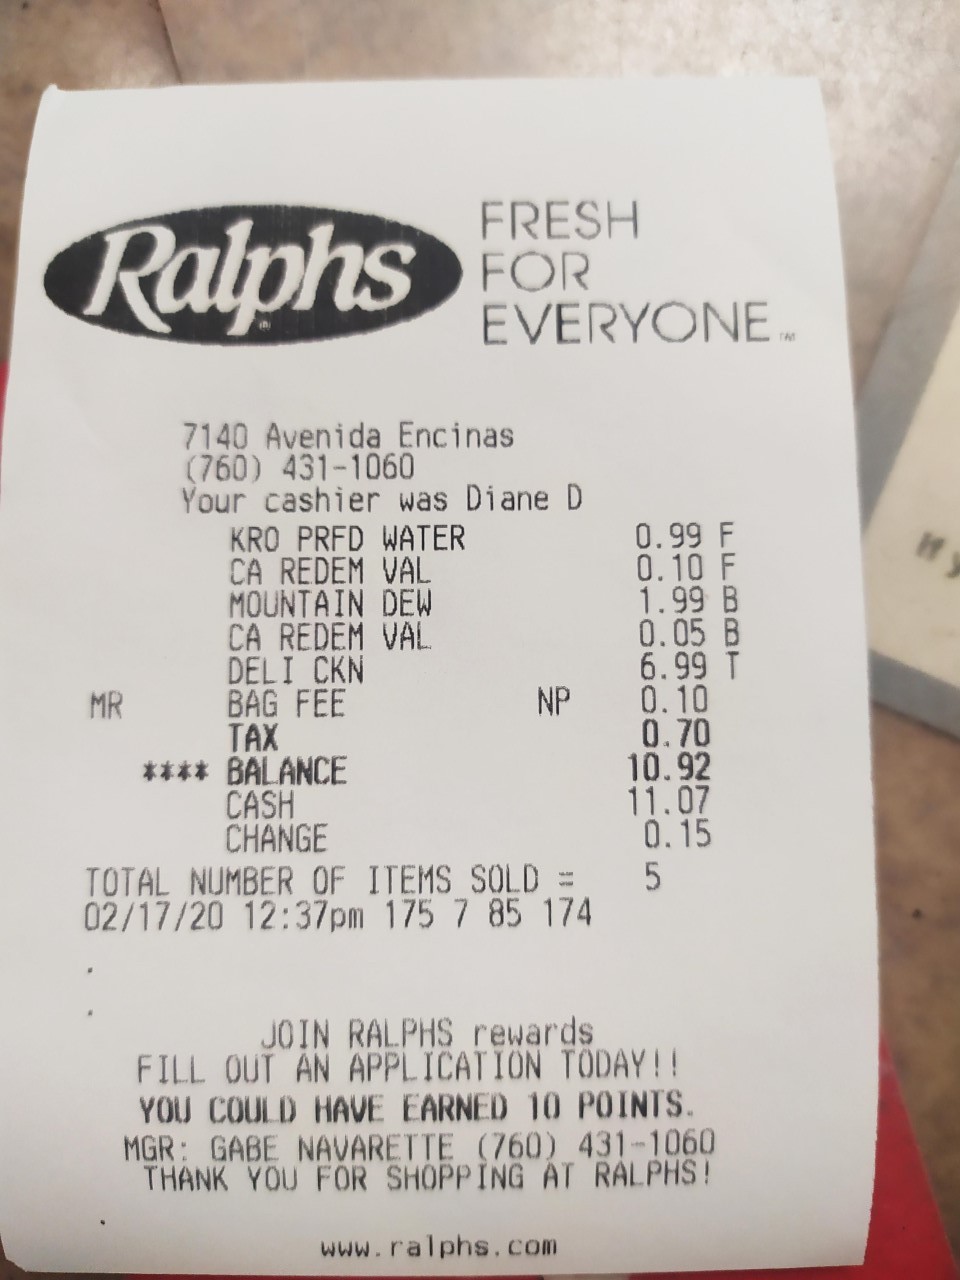 Ralphs
FRESH
FOR
EVERYONE™
7140 Avenida Encinas
(760) 431-1060
Your cashier was Diane D
KRO PRFD WATER 0.99 F
CA REDEM VAL 0.10 F
MOUNTAIN DEW 1.99 B
CA REDEM VAL 0.05 B
DELI CKN 6.99 T
MR BAG FEE NP 0.10
TAX 0.70
**** BALANCE 10.92
CASH 11.07
CHANGE 0.15
TOTAL NUMBER OF ITEMS SOLD = 5
02/17/20 12:37pm 175 7 85 174
.
.
JOIN RALPHS rewards
FILL OUT AN APPLICATION TODAY!!
YOU COULD HAVE EARNED 10 POINTS.
MGR: GABE NAVARETTE (760) 431-1060
THANK YOU FOR SHOPPING AT RALPHS!
www.ralphs.com
If